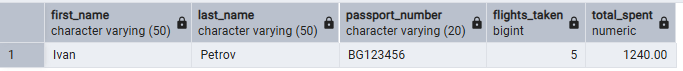 first_name last_name passport_number flights_taken total_spent
character varying (50) character varying (50) character varying (20) bigint numeric
1 Ivan Petrov BG123456 5 1240.00